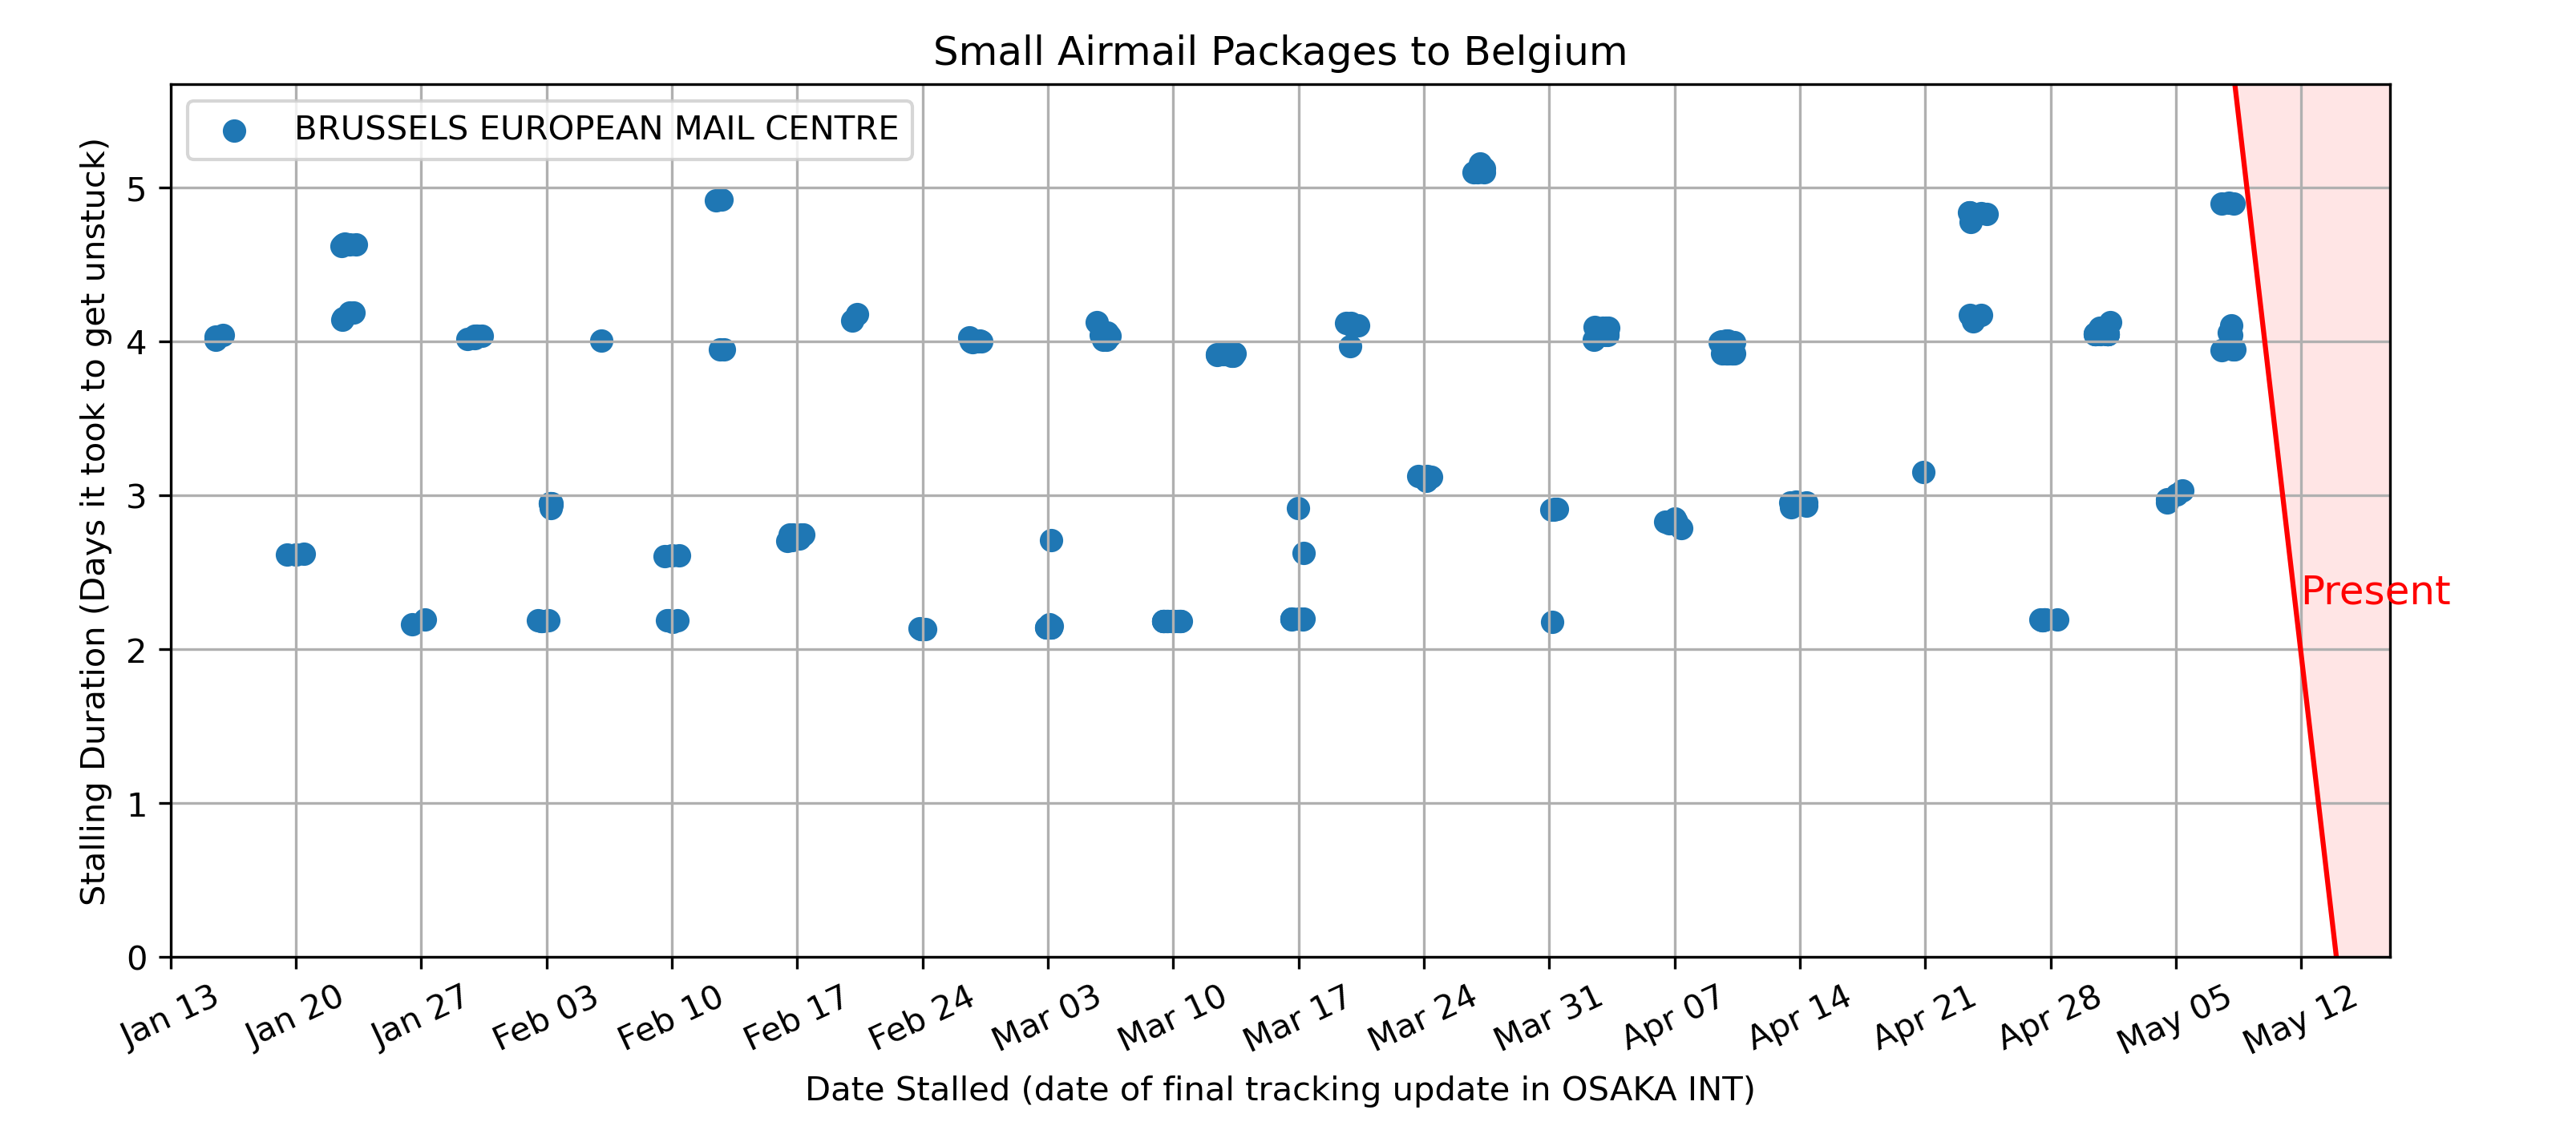 Small Airmail Packages to Belgium
BRUSSELS EUROPEAN MAIL CENTRE
Stalling Duration (Days it took to get unstuck)
5
4
3
2
1
0
Present
Jan 13
Jan 20
Jan 27
Feb 03
Feb 10
Feb 17
Feb 24
Mar 03
Mar 10
Mar 17
Mar 24
Mar 31
Apr 07
Apr 14
Apr 21
Apr 28
May 05
May 12
Date Stalled (date of final tracking update in OSAKA INT)